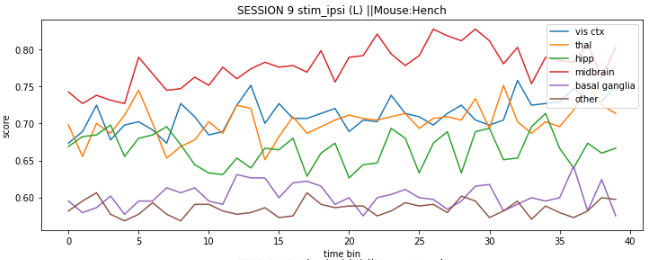 SESSION 9 stim_ipsi (L) ||Mouse:Hench
vis ctx
thal
hipp
midbrain
basal ganglia
other
score
0.80
0.75
0.70
0.65
0.60
0 5 10 15 20 25 30 35 40
time bin